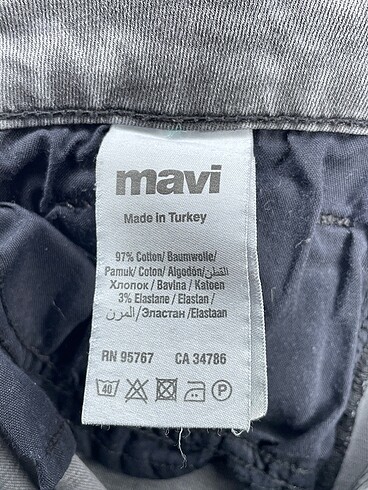 mavi
Made in Turkey
97% Cotton/ Baumwolle/
Pamuk/ Coton/ Algodón/القطن/
Хлопок / Bavlna / Katoen
3% Elastane / Elastan /
المرن/ /Эластан /Elastaan
RN 95767 CA 34786
40 P